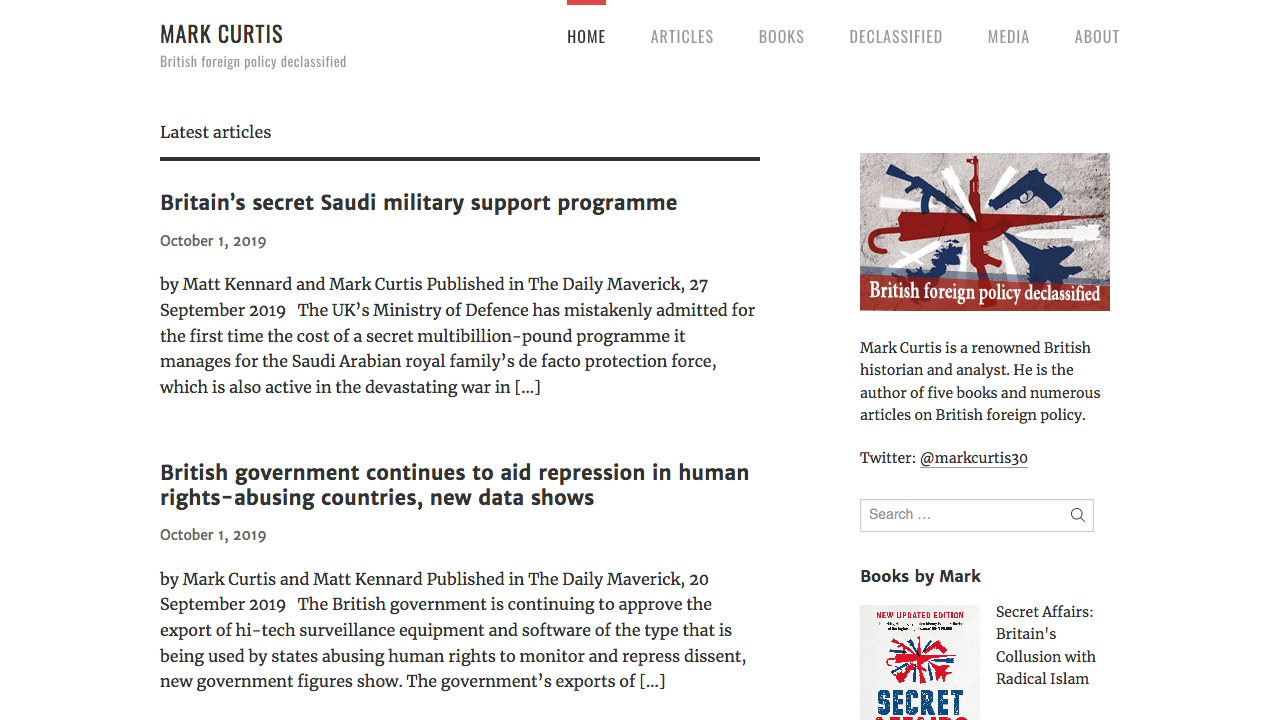 MARK CURTIS
British foreign policy declassified
HOME
ARTICLES
BOOKS
DECLASSIFIED
MEDIA
ABOUT
Latest articles
Britain’s secret Saudi military support programme
October 1, 2019
by Matt Kennard and Mark Curtis Published in The Daily Maverick, 27
September 2019   The UK’s Ministry of Defence has mistakenly admitted for
the first time the cost of a secret multibillion-pound programme it
manages for the Saudi Arabian royal family’s de facto protection force,
which is also active in the devastating war in […]
British government continues to aid repression in human
rights-abusing countries, new data shows
October 1, 2019
by Mark Curtis and Matt Kennard Published in The Daily Maverick, 20
September 2019   The British government is continuing to approve the
export of hi-tech surveillance equipment and software of the type that is
being used by states abusing human rights to monitor and repress dissent,
new government figures show. The government’s exports of […]
British foreign policy declassified
Mark Curtis is a renowned British
historian and analyst. He is the
author of five books and numerous
articles on British foreign policy.
Twitter: @markcurtis30
Search …
Books by Mark
NEW UPDATED EDITION
SECRET
Secret Affairs:
Britain's
Collusion with
Radical Islam